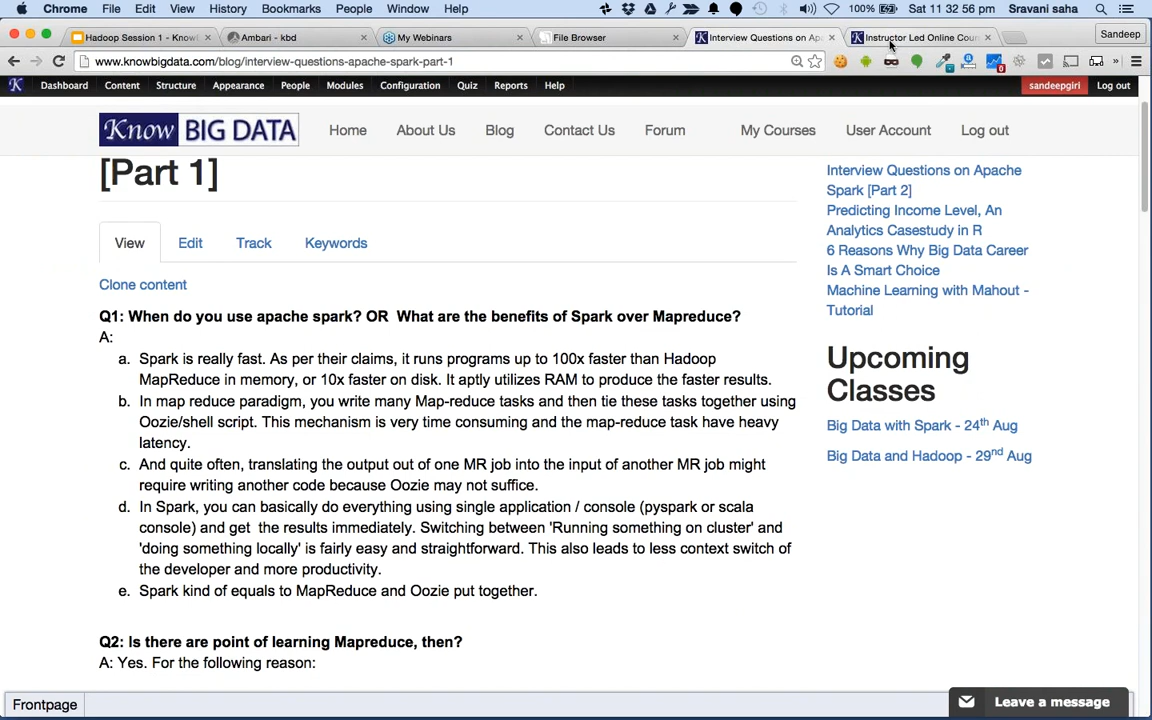 Chrome File Edit View History Bookmarks People Window Help 100% Sat 11 32 56 pm Sravani saha
Hadoop Session 1 - Knowl Ambari - kbd My Webinars File Browser Interview Questions on Apa Instructor Led Online Cour Sandeep
www.knowbigdata.com/blog/interview-questions-apache-spark-part-1
Dashboard Content Structure Appearance People Modules Configuration Quiz Reports Help sandeepgirl Log out
Know BIG DATA Home About Us Blog Contact Us Forum My Courses User Account Log out
[Part 1]
View Edit Track Keywords
Clone content
Q1: When do you use apache spark? OR What are the benefits of Spark over Mapreduce?
A:
a. Spark is really fast. As per their claims, it runs programs up to 100x faster than Hadoop
MapReduce in memory, or 10x faster on disk. It aptly utilizes RAM to produce the faster results.
b. In map reduce paradigm, you write many Map-reduce tasks and then tie these tasks together using
Oozie/shell script. This mechanism is very time consuming and the map-reduce task have heavy
latency.
c. And quite often, translating the output out of one MR job into the input of another MR job might
require writing another code because Oozie may not suffice.
d. In Spark, you can basically do everything using single application / console (pyspark or scala
console) and get the results immediately. Switching between 'Running something on cluster' and
'doing something locally' is fairly easy and straightforward. This also leads to less context switch of
the developer and more productivity.
e. Spark kind of equals to MapReduce and Oozie put together.
Q2: Is there are point of learning Mapreduce, then?
A: Yes. For the following reason:
Interview Questions on Apache
Spark [Part 2]
Predicting Income Level, An
Analytics Casestudy in R
6 Reasons Why Big Data Career
Is A Smart Choice
Machine Learning with Mahout -
Tutorial
Upcoming
Classes
Big Data with Spark - 24th Aug
Big Data and Hadoop - 29nd Aug
Frontpage
Leave a message